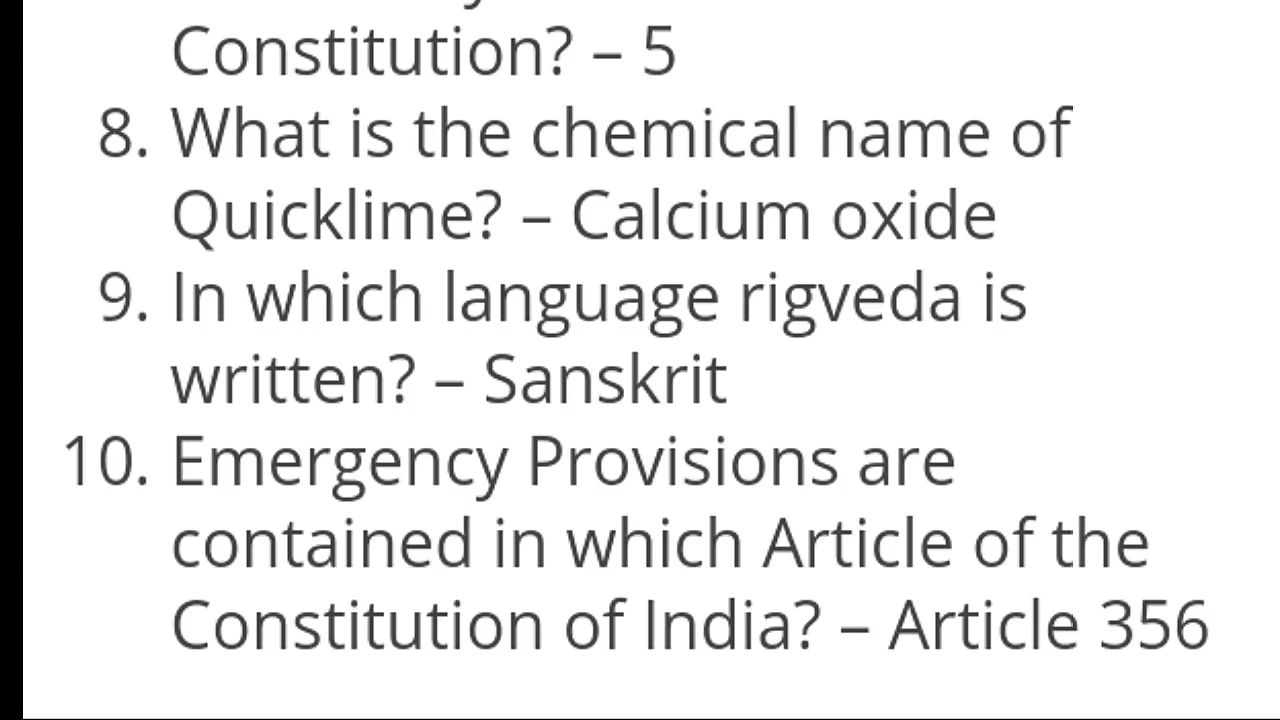 Constitution? – 5
8. What is the chemical name of
Quicklime? – Calcium oxide
9. In which language rigveda is
written? – Sanskrit
10. Emergency Provisions are
contained in which Article of the
Constitution of India? – Article 356